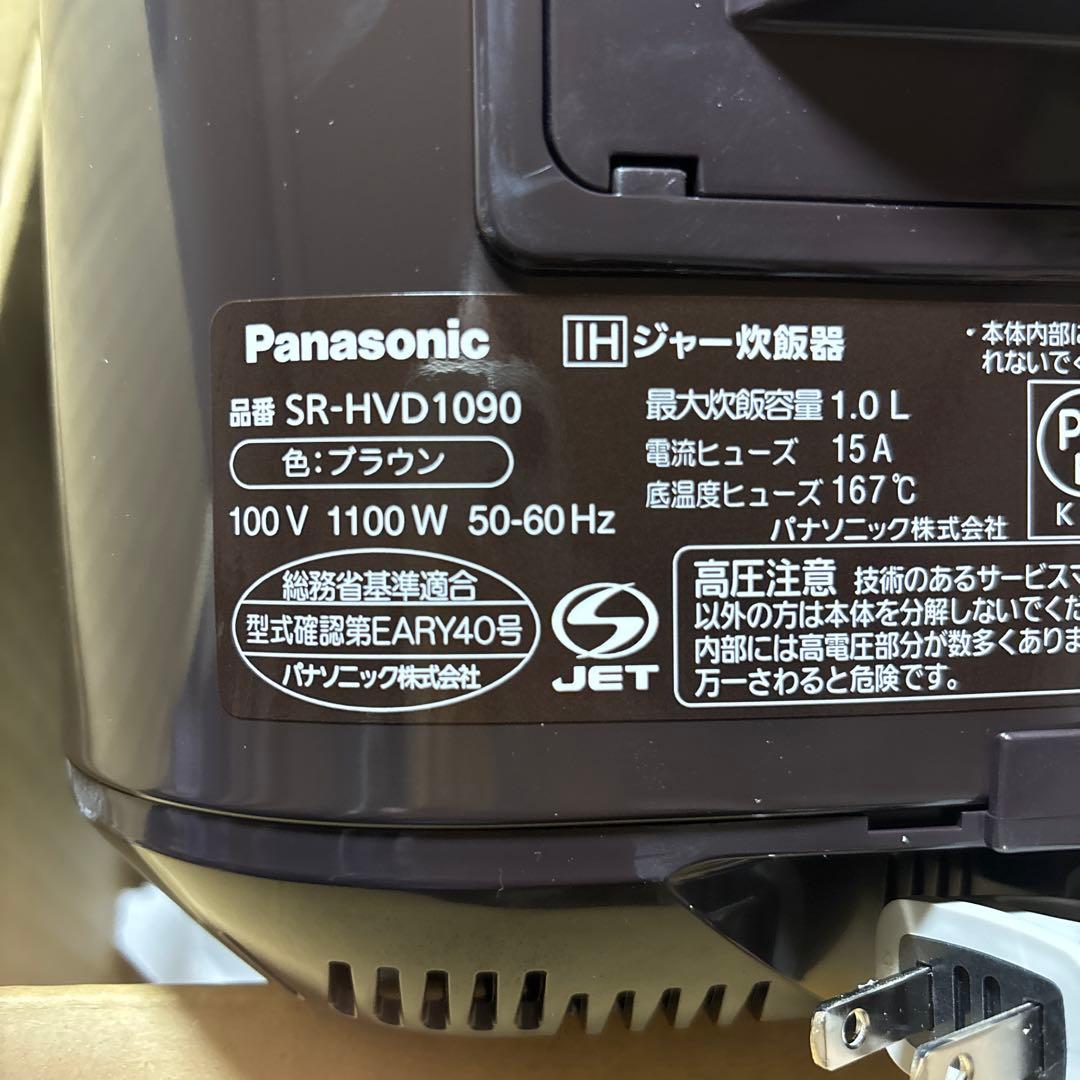 Panasonic
IHジャー炊飯器
品番 SR-HVD1090
色:ブラウン
100V 1100W 50-60Hz
最大炊飯容量 1.0L
電流ヒューズ 15A
底温度ヒューズ 167℃
パナソニック株式会社
・本体内部に
れないでく
P
K
総務省基準適合
型式確認第EARY40号
パナソニック株式会社
JET
高圧注意 技術のあるサービスマ
以外の方は本体を分解しないでくだ
内部には高電圧部分が数多くありま
万一さわると危険です。